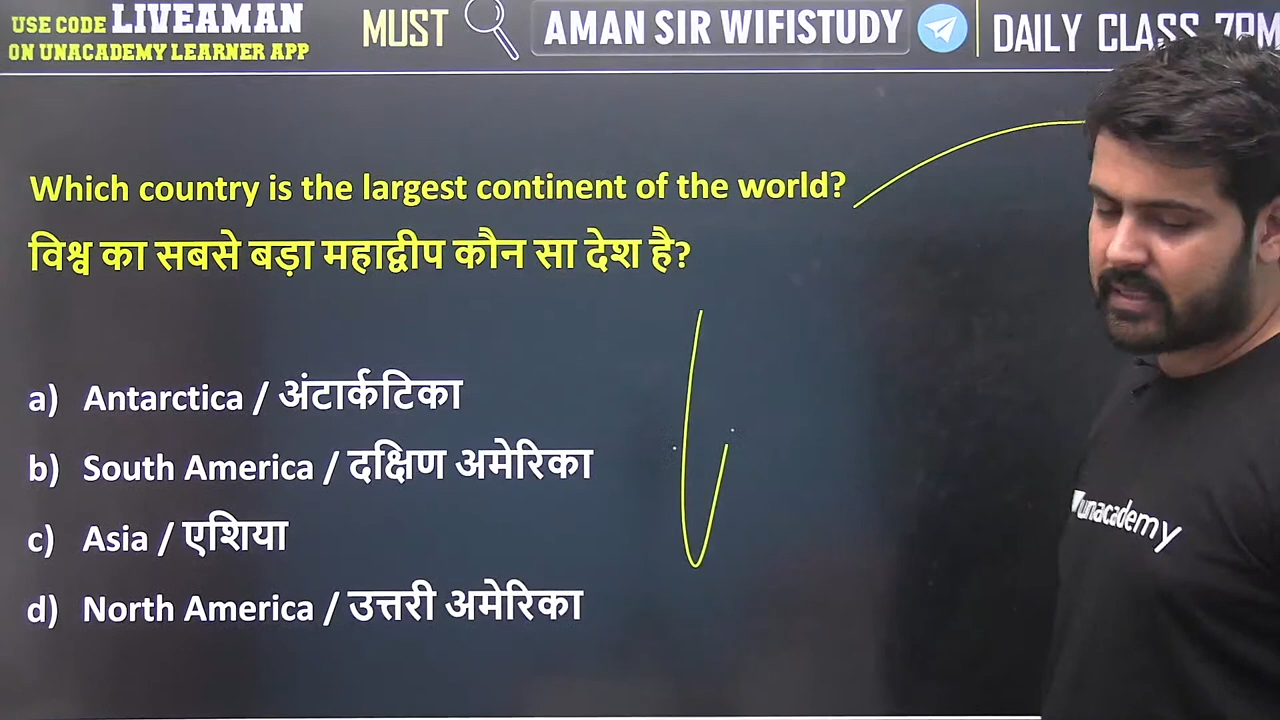 USE CODE LIVEAMAN
ON UNACADEMY LEARNER APP
MUST
AMAN SIR WIFISTUDY
DAILY CLASS 7PM
Which country is the largest continent of the world?
विश्व का सबसे बड़ा महाद्वीप कौन सा देश है?
a) Antarctica / अंटार्कटिका
b) South America / दक्षिण अमेरिका
c) Asia / एशिया
d) North America / उत्तरी अमेरिका
unacademy